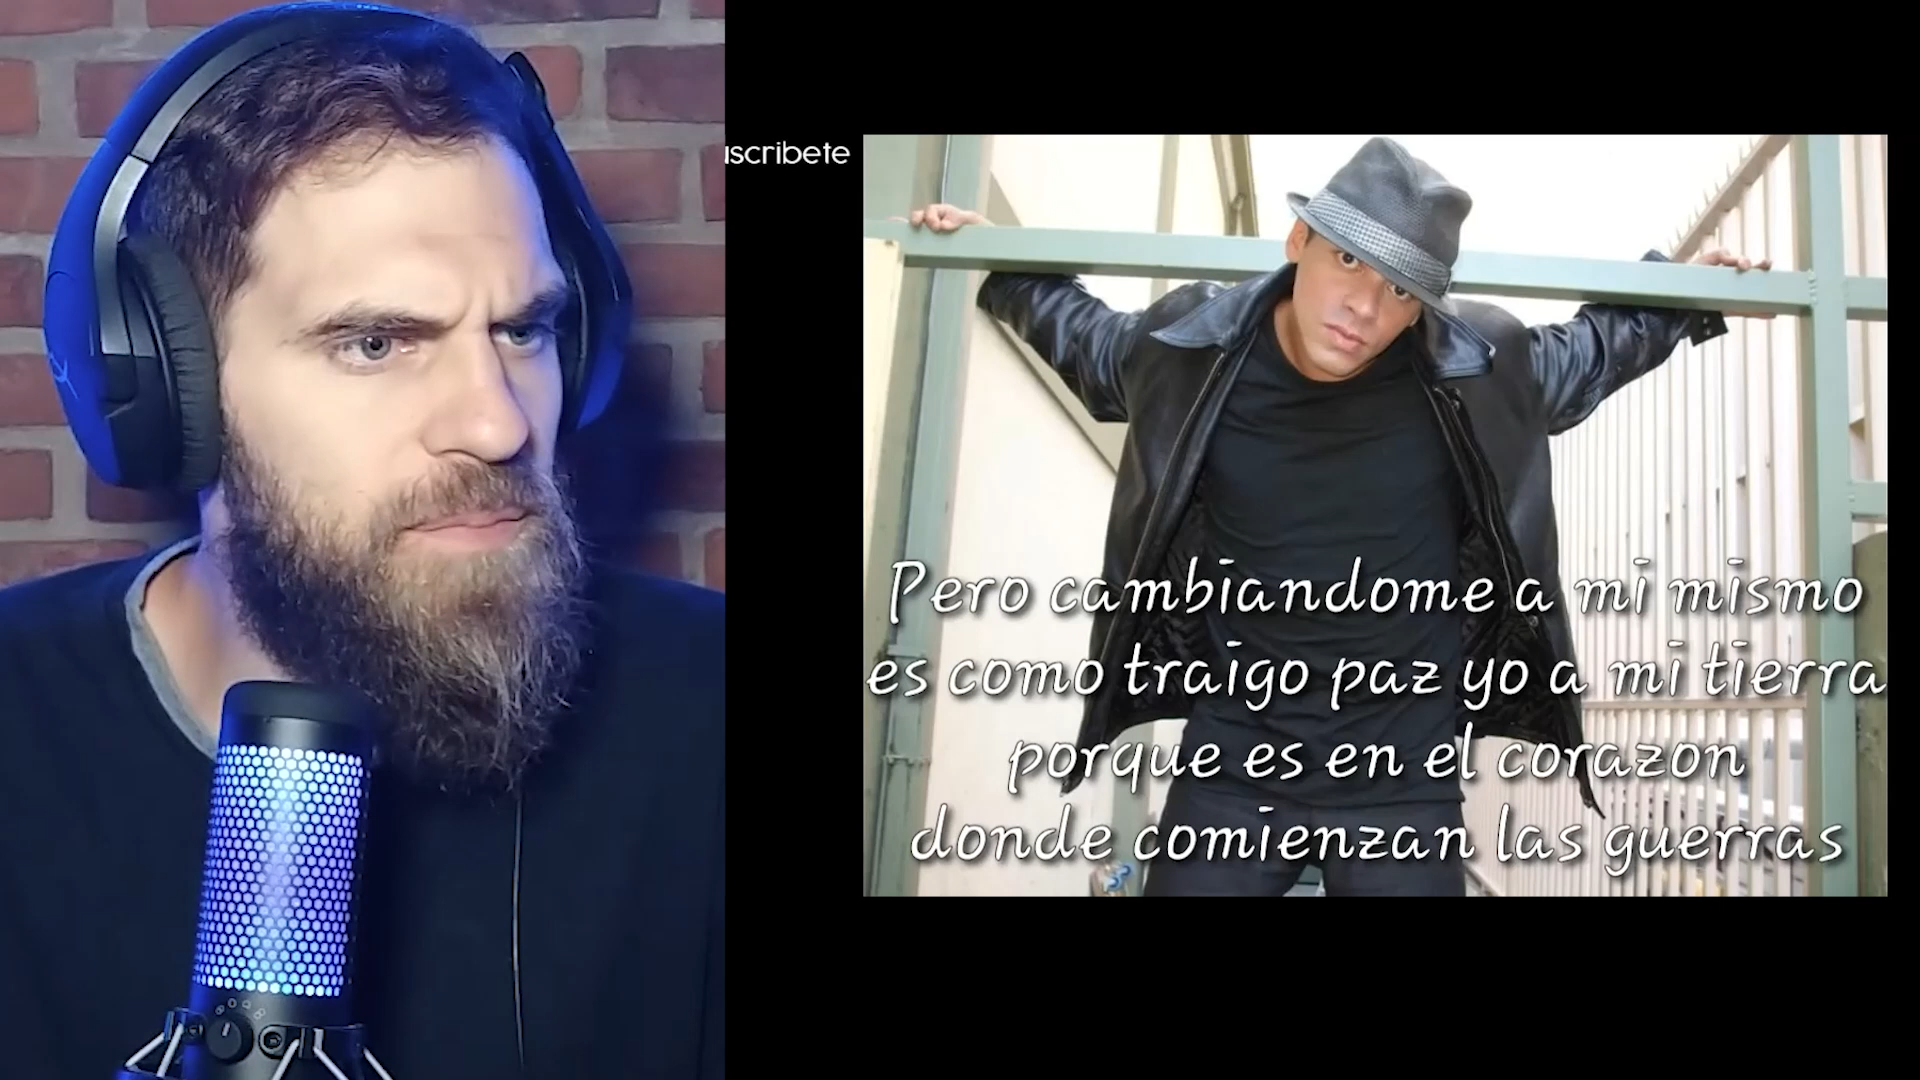 uscribete
Pero cambiandome a mi mismo
es como traigo paz yo a mi tierra
porque es en el corazon
donde comienzan las guerras